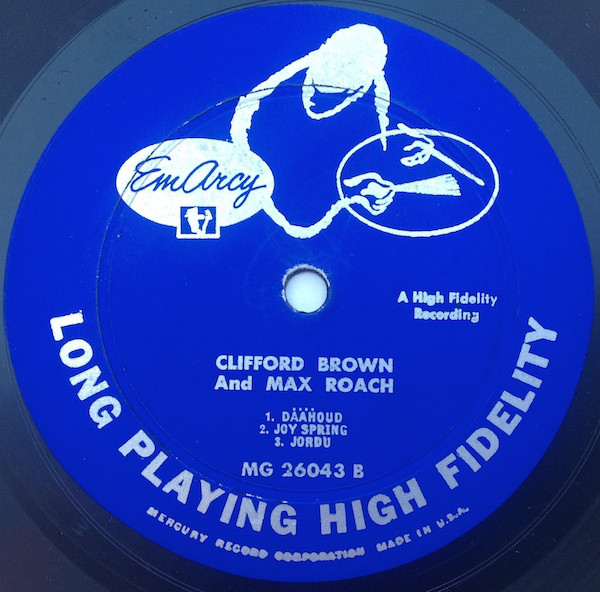 EmArcy
A High Fidelity
Recording
CLIFFORD BROWN
And MAX ROACH
1. DAAHOUD
2. JOY SPRING
3. JORDU
MG 26043 B
LONG PLAYING HIGH FIDELITY
MERCURY RECORD CORPORATION MADE IN U.S.A.